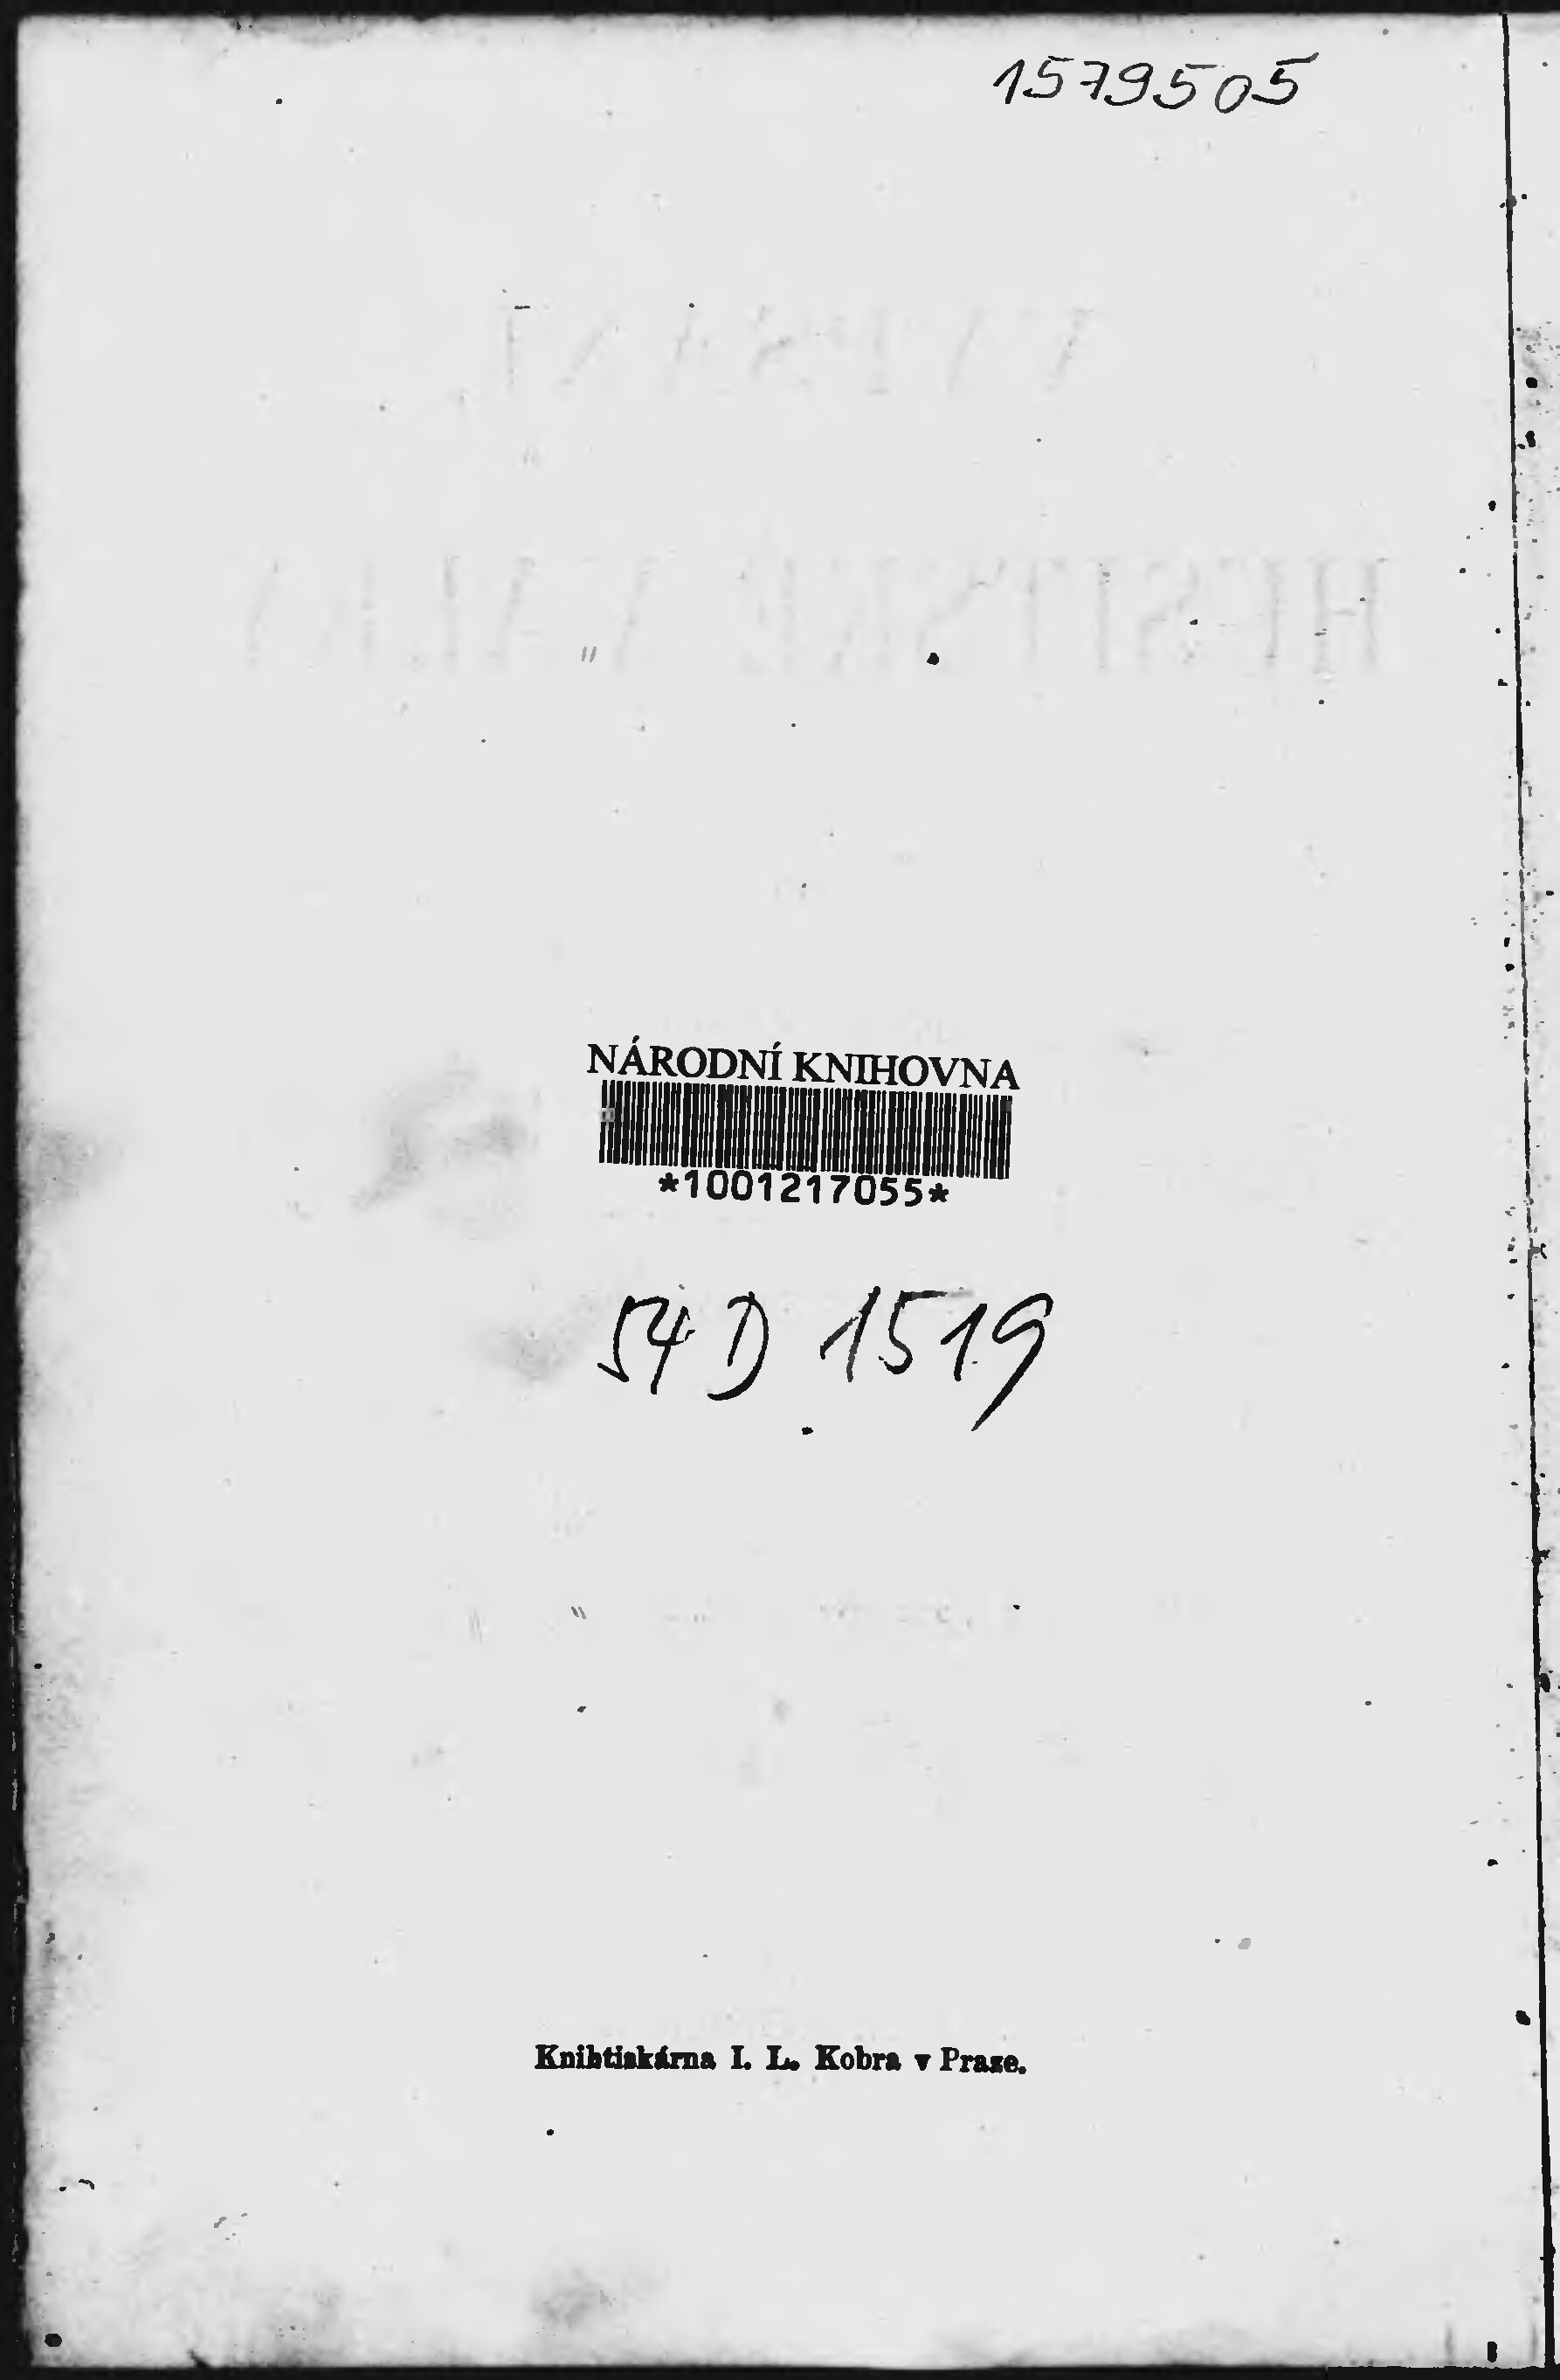 1579505
NÁRODNÍ KNIHOVNA
*1001217055*
54 D 1519
Knihtiskárna I. L. Kobra v Praze.